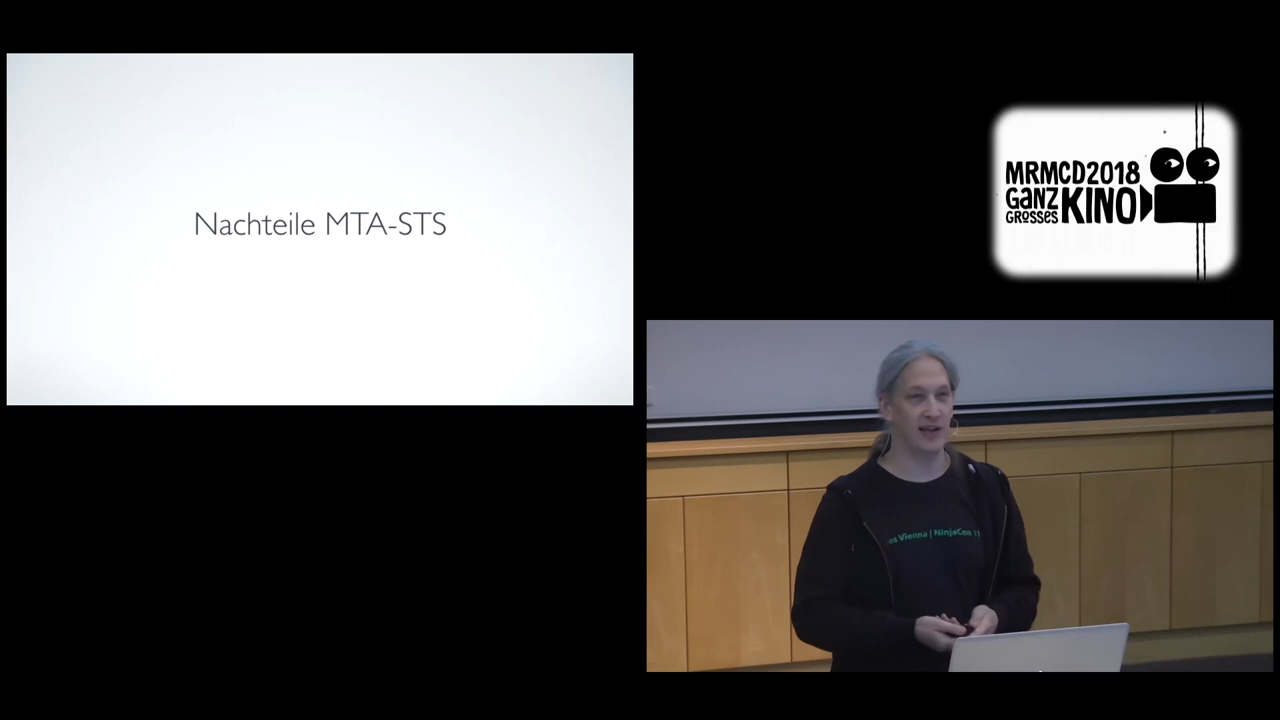 Nachteile MTA-STS
MRMCD2018
GANZ
GROSSES
KINO
Vienna | NinjaCon